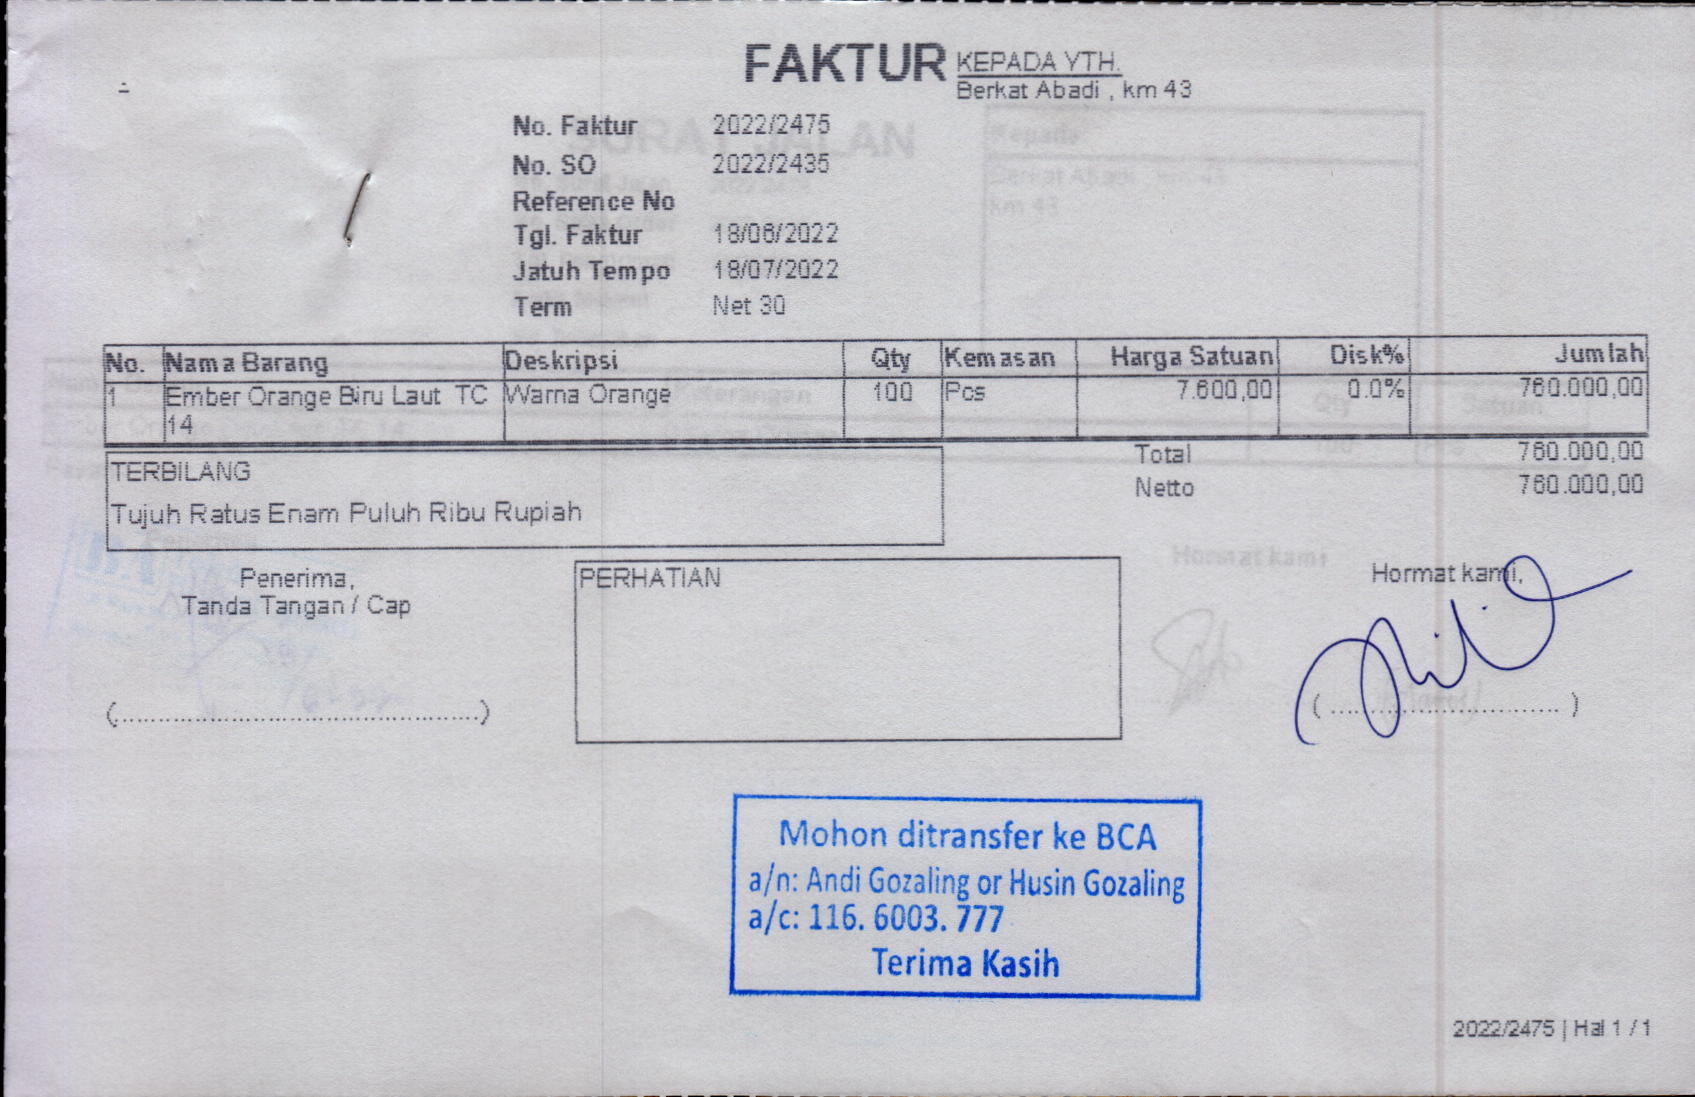 FAKTUR
KEPADA YTH.
Berkat Abadi , km 43
No. Faktur 2022/2475
No. SO 2022/2435
Reference No
Tgl. Faktur 18/06/2022
Jatuh Tempo 18/07/2022
Term Net 30
No. Nama Barang Deskripsi Qty Kemasan Harga Satuan Disk% Jumlah
1 Ember Orange Biru Laut TC Warna Orange 100 Pcs 7.600,00 0.0% 760.000,00
14
Total 760.000,00
Netto 760.000,00
TERBILANG
Tujuh Ratus Enam Puluh Ribu Rupiah
Penerima,
Tanda Tangan / Cap
(................................................)
PERHATIAN
Hormat kami,
( .............................. )
Mohon ditransfer ke BCA
a/n: Andi Gozaling or Husin Gozaling
a/c: 116. 6003. 777
Terima Kasih
2022/2475 | Hal 1 / 1